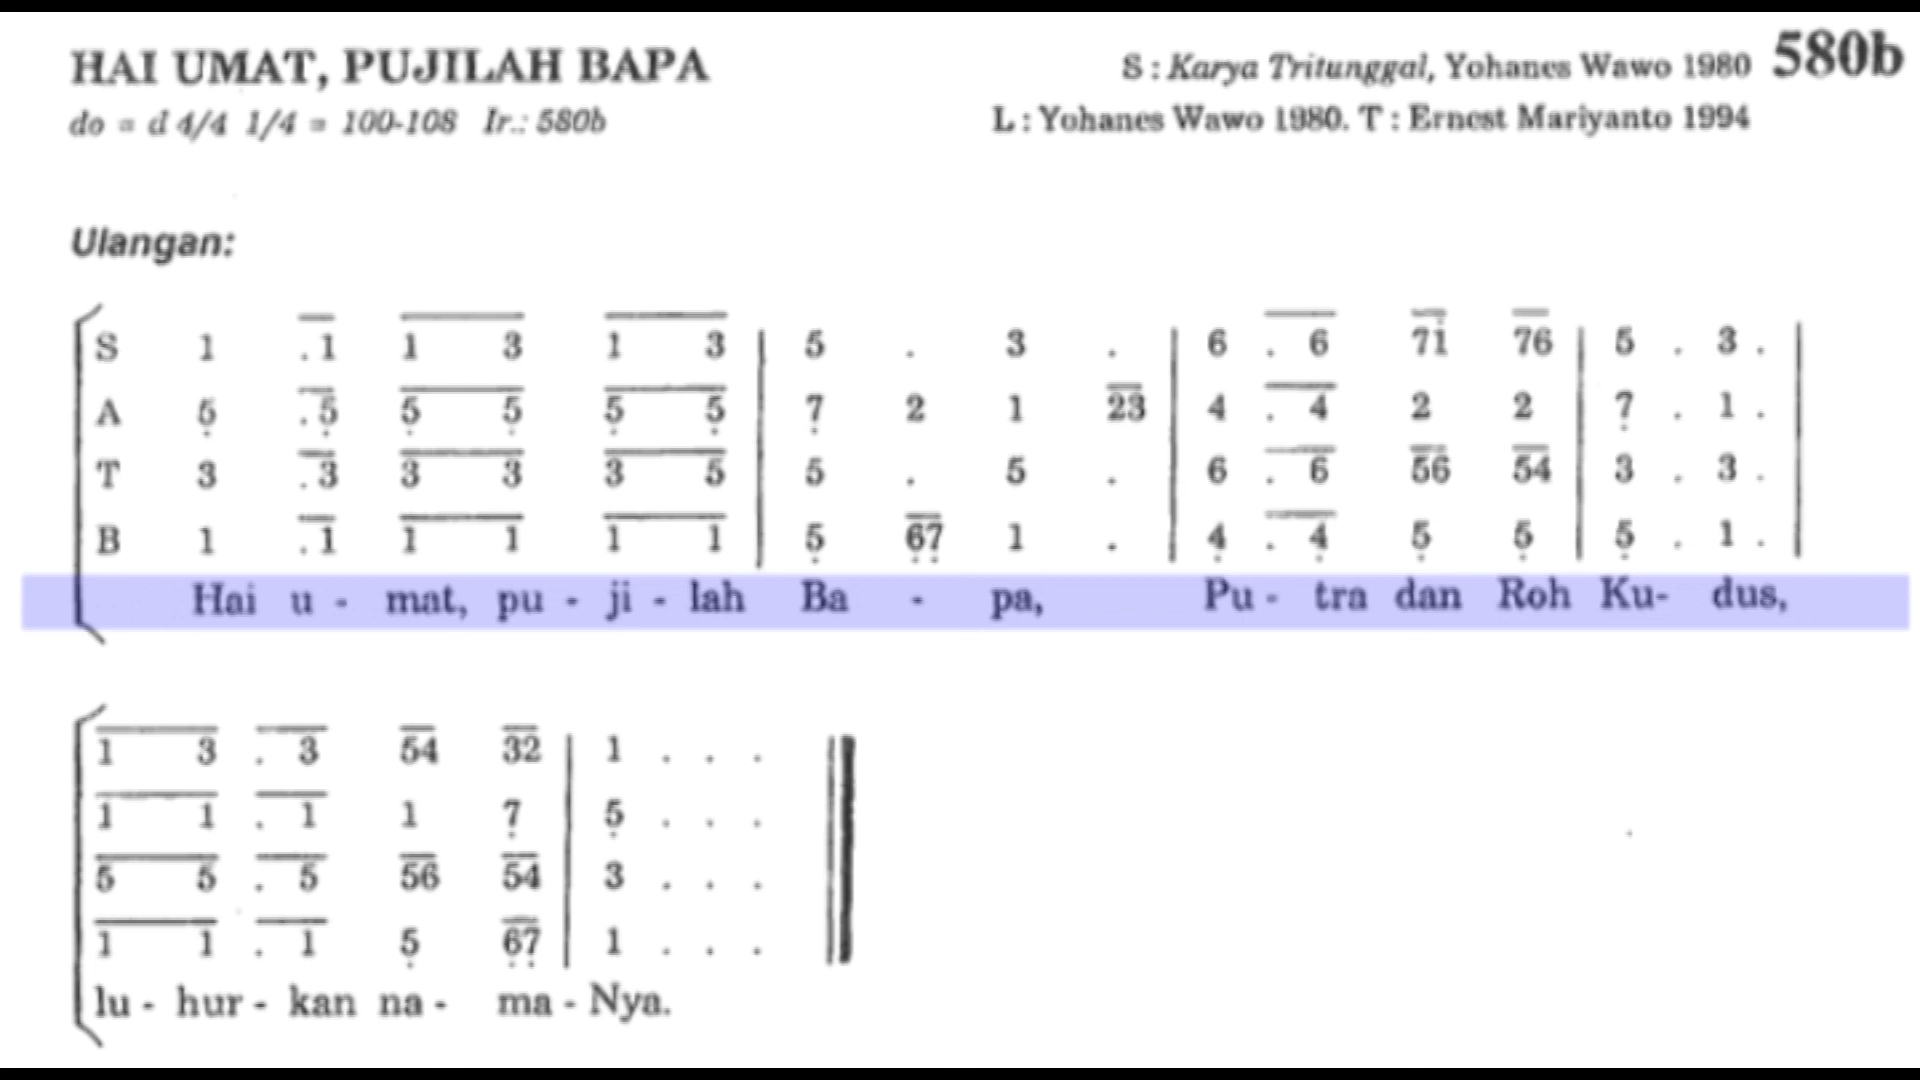 HAI UMAT, PUJILAH BAPA
S : Karya Tritunggal, Yohanes Wawo 1980 580b
do = d 4/4 1/4 = 100-108 Ir.: 580b
L : Yohanes Wawo 1980. T : Ernest Mariyanto 1994
Ulangan:
S 1 . 1 1 3 1 3 | 5 . 3 . | 6 . 6 71̇ 76 | 5 . 3 . |
A 5̣ . 5̣ 5̣ 5̣ 5̣ 5̣ | 7̣ 2 1 23 | 4 . 4 2 2 | 7̣ . 1 . |
T 3 . 3 3 3 3 5 | 5 . 5 . | 6 . 6 56 54 | 3 . 3 . |
B 1 . 1 1 1 1 1 | 5̣ 6̣7̣ 1 . | 4̣ . 4̣ 5̣ 5̣ | 5̣ . 1 . |
Hai u - mat, pu - ji - lah Ba - pa, Pu - tra dan Roh Ku- dus,
1 3 . 3 54 32 | 1 . . . ||
1 1 . 1 1 7̣ | 5̣ . . . ||
5 5 . 5 56 54 | 3 . . . ||
1 1 . 1 5̣ 6̣7̣ | 1 . . . ||
lu - hur - kan na - ma - Nya.